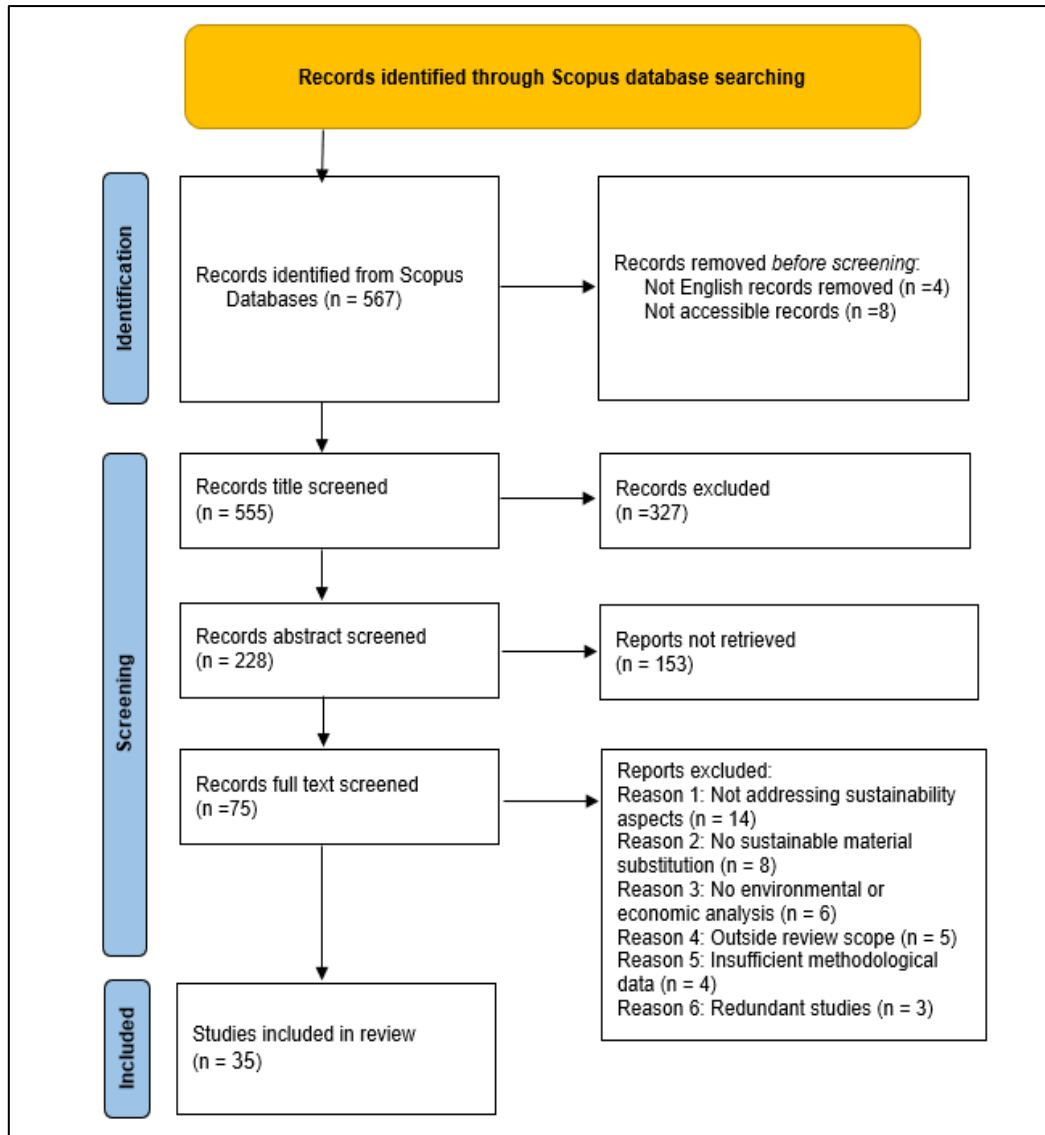 Records identified through Scopus database searching
Identification
Records identified from Scopus
Databases (n = 567)
Records removed before screening:
Not English records removed (n =4)
Not accessible records (n =8)
Screening
Records title screened
(n = 555)
Records excluded
(n =327)
Records abstract screened
(n = 228)
Reports not retrieved
(n = 153)
Records full text screened
(n =75)
Reports excluded:
Reason 1: Not addressing sustainability
aspects (n = 14)
Reason 2: No sustainable material
substitution (n = 8)
Reason 3: No environmental or
economic analysis (n = 6)
Reason 4: Outside review scope (n = 5)
Reason 5: Insufficient methodological
data (n = 4)
Reason 6: Redundant studies (n = 3)
Included
Studies included in review
(n = 35)